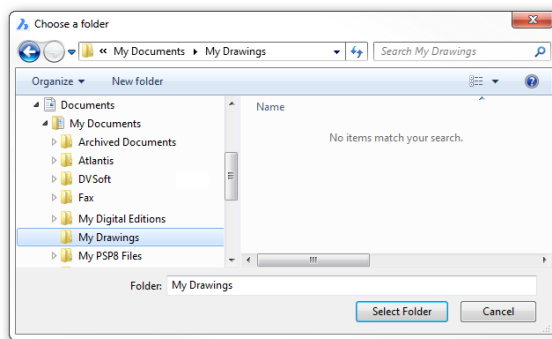 Choose a folder
« My Documents My Drawings
Search My Drawings
Organize
New folder
Documents
My Documents
Archived Documents
Atlantis
DVSoft
Fax
My Digital Editions
My Drawings
My PSP8 Files
Name
No items match your search.
Folder: My Drawings
Select Folder
Cancel